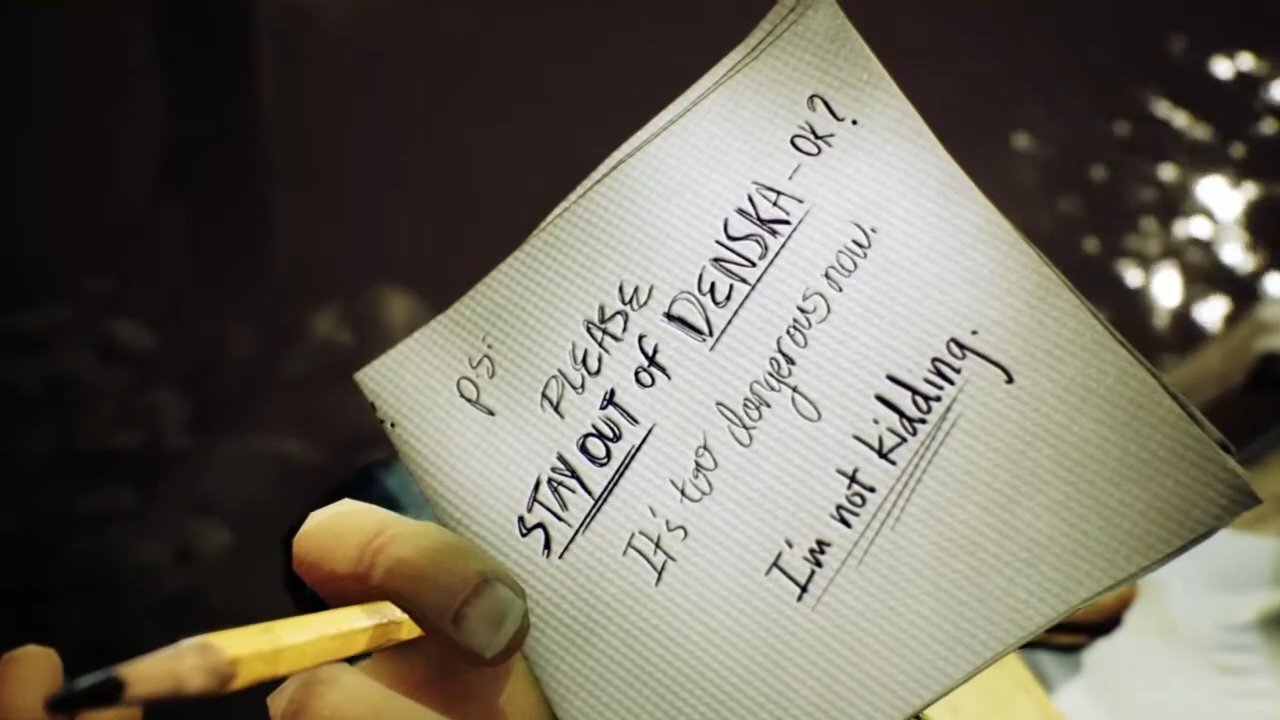 PS:
PLEASE
STAY OUT of DENSKA - OK?
It's too dangerous now.
I'm not kidding.